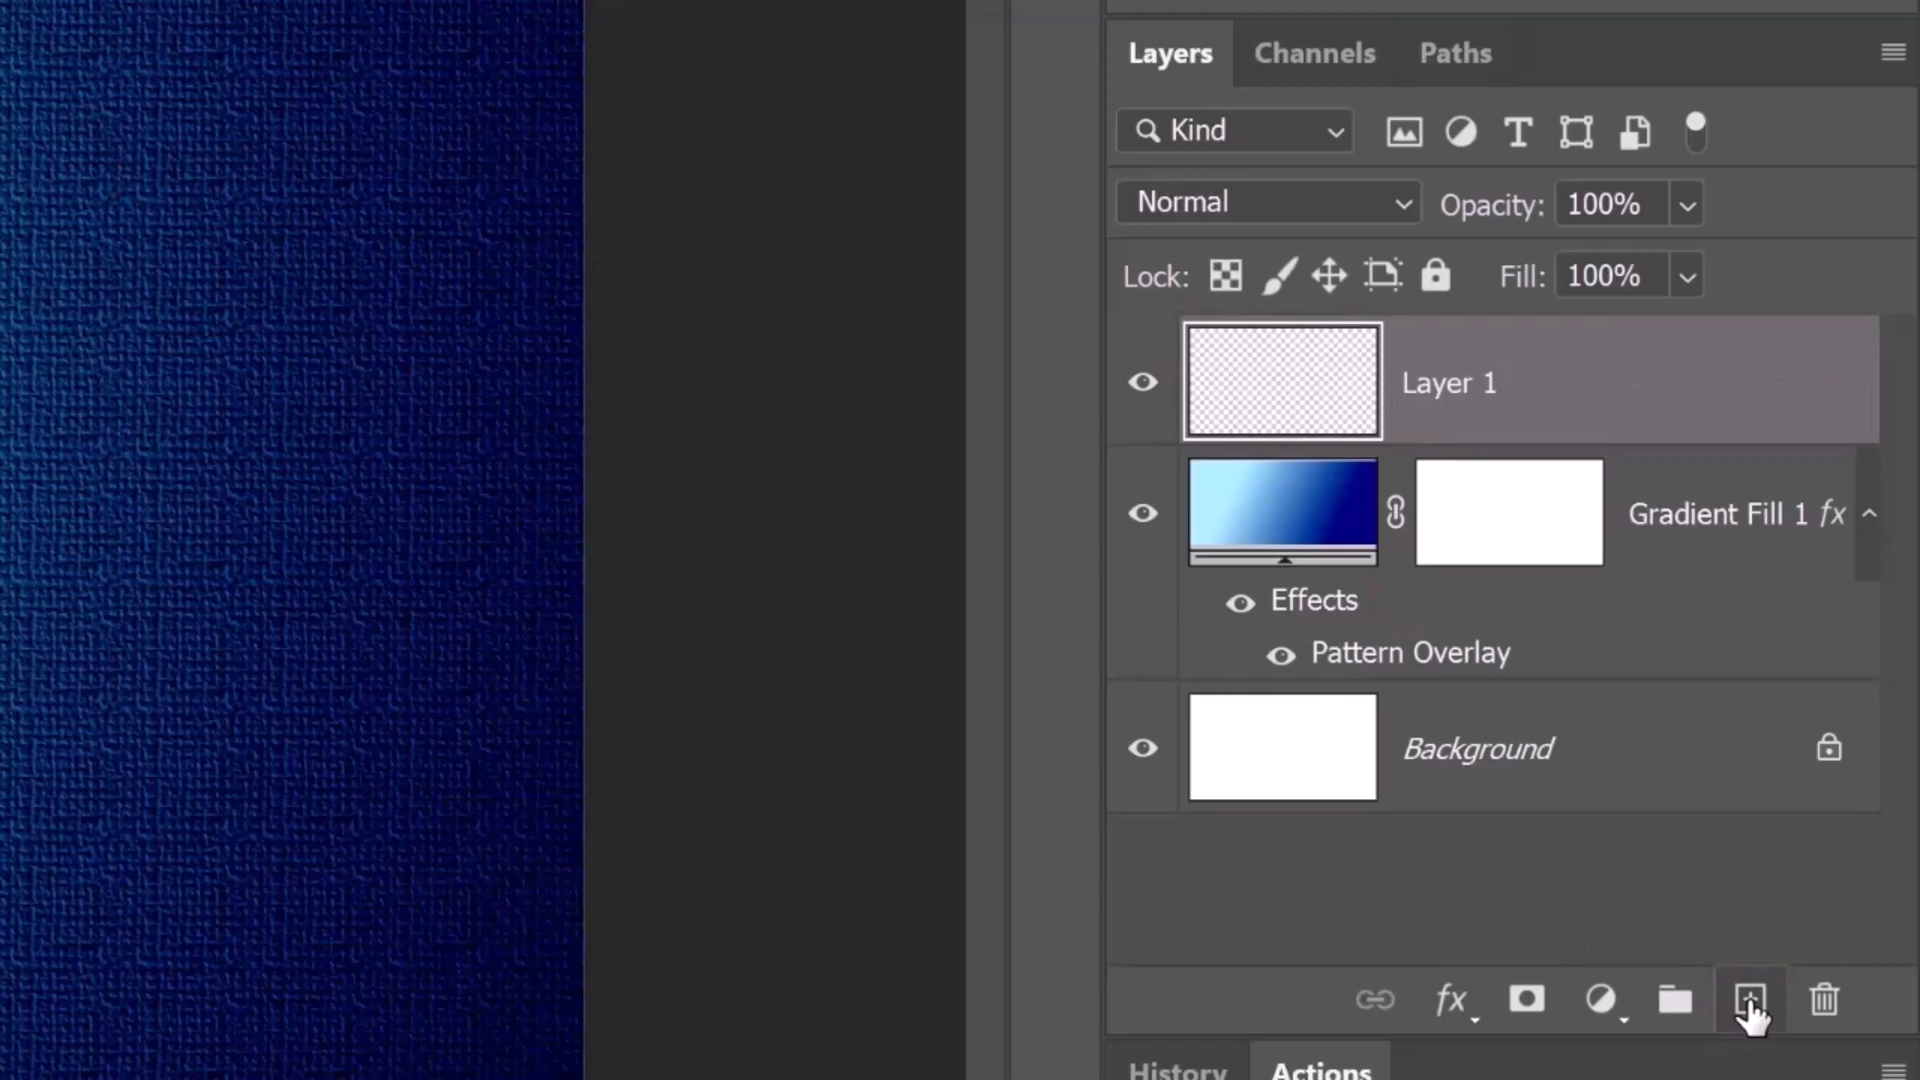 Layers Channels Paths
Kind
Normal Opacity: 100%
Lock: Fill: 100%
Layer 1
Gradient Fill 1 fx
Effects
Pattern Overlay
Background
fx
History Actions